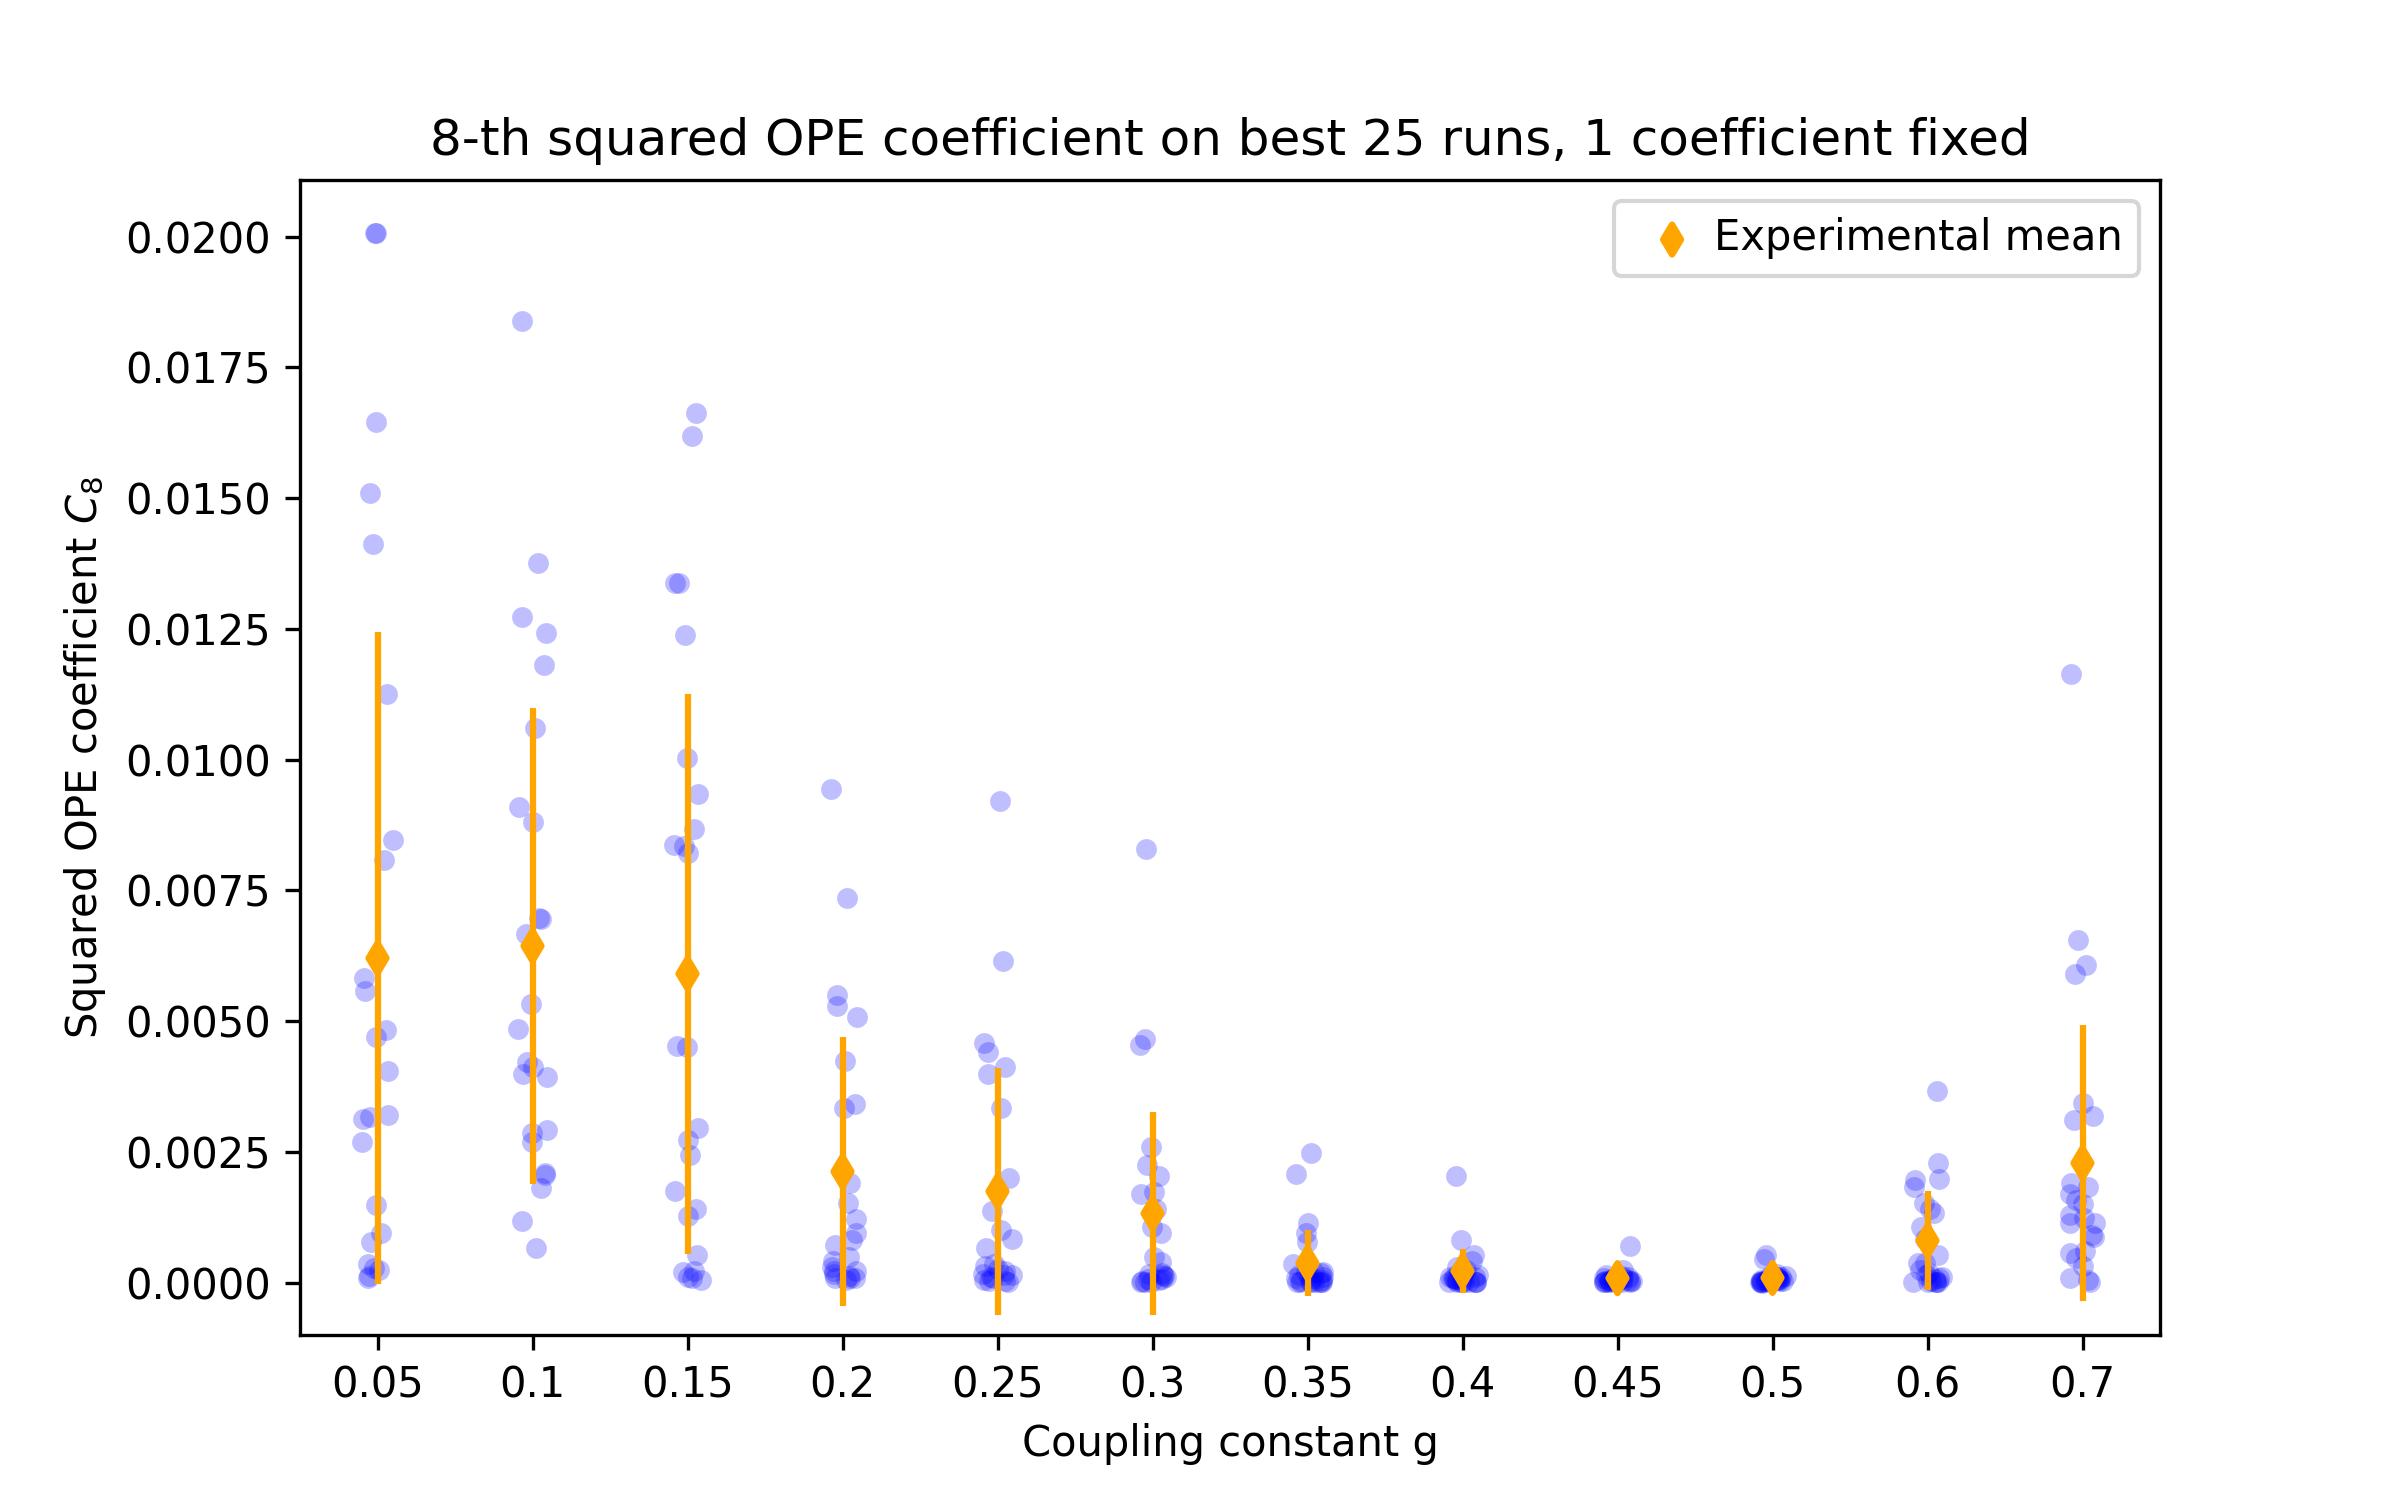 8-th squared OPE coefficient on best 25 runs, 1 coefficient fixed
Experimental mean
Squared OPE coefficient C₈
0.0200
0.0175
0.0150
0.0125
0.0100
0.0075
0.0050
0.0025
0.0000
0.05 0.1 0.15 0.2 0.25 0.3 0.35 0.4 0.45 0.5 0.6 0.7
Coupling constant g